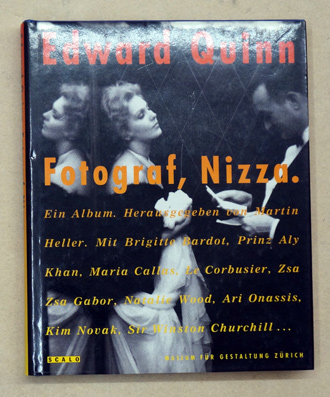 Edward Quinn
Fotograf, Nizza.
Ein Album. Herausgegeben von Martin
Heller. Mit Brigitte Bardot, Prinz Aly
Khan, Maria Callas, Le Corbusier, Zsa
Zsa Gabor, Natalie Wood, Ari Onassis,
Kim Novak, Sir Winston Churchill ...
SCALO
MUSEUM FÜR GESTALTUNG ZÜRICH